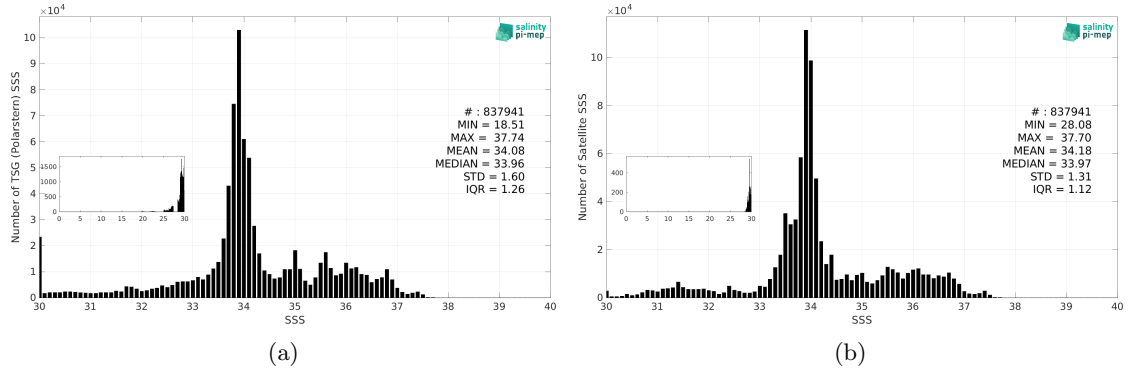 ×10⁴
10
9
8
7
6
5
4
3
2
1
0
Number of TSG (Polarstern) SSS
salinity
pi-mep
# : 837941
MIN = 18.51
MAX = 37.74
MEAN = 34.08
MEDIAN = 33.96
STD = 1.60
IQR = 1.26
1500
1000
500
0
0 5 10 15 20 25 30
30 31 32 33 34 35 36 37 38 39 40
SSS
(a)
×10⁴
10
8
6
4
2
0
Number of Satellite SSS
salinity
pi-mep
# : 837941
MIN = 28.08
MAX = 37.70
MEAN = 34.18
MEDIAN = 33.97
STD = 1.31
IQR = 1.12
400
200
0
0 5 10 15 20 25 30
30 31 32 33 34 35 36 37 38 39 40
SSS
(b)